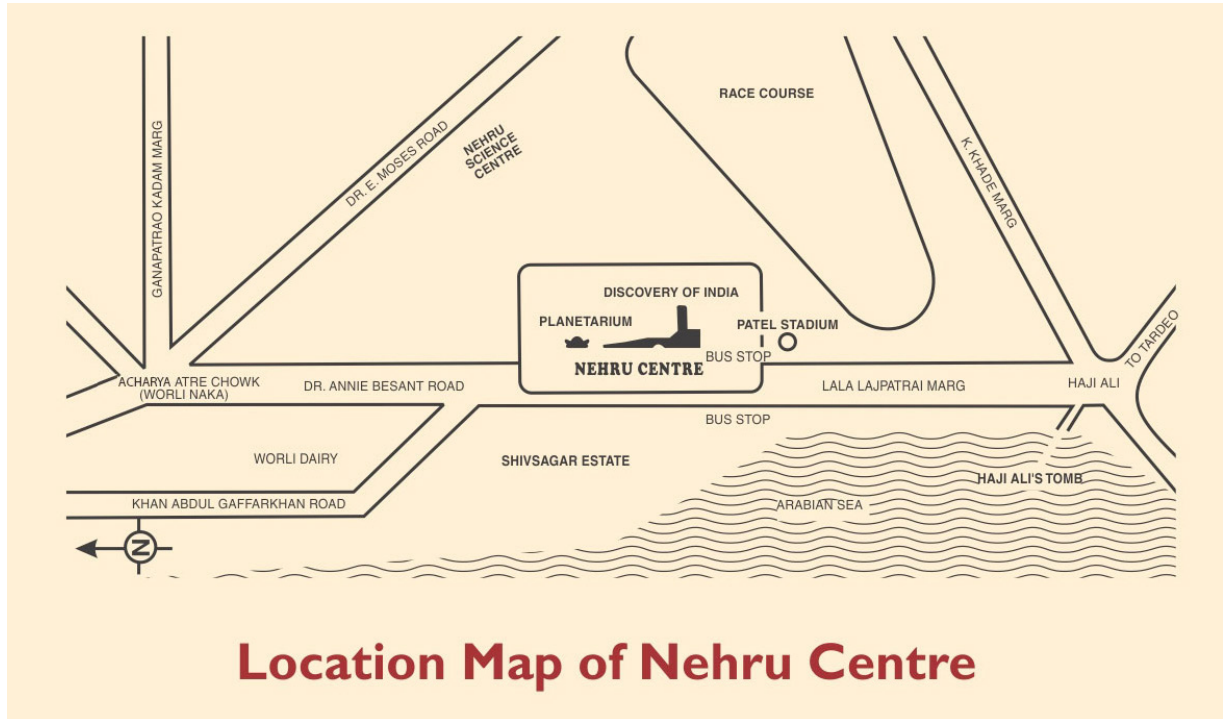 RACE COURSE
GANAPATRAO KADAM MARG
DR. E. MOSES ROAD
NEHRU
SCIENCE
CENTRE
K. KHADE MARG
DISCOVERY OF INDIA
PLANETARIUM
PATEL STADIUM
BUS STOP
NEHRU CENTRE
TO TARDEO
ACHARYA ATRE CHOWK
(WORLI NAKA)
DR. ANNIE BESANT ROAD
LALA LAJPATRAI MARG
HAJI ALI
BUS STOP
WORLI DAIRY
SHIVSAGAR ESTATE
HAJI ALI'S TOMB
KHAN ABDUL GAFFARKHAN ROAD
ARABIAN SEA
N
Location Map of Nehru Centre